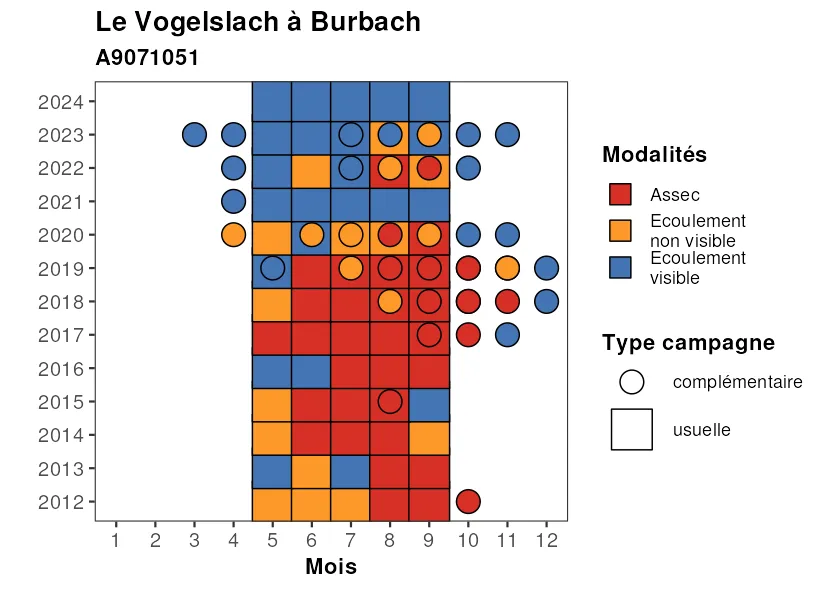 Le Vogelslach à Burbach
A9071051
2024
2023
2022
2021
2020
2019
2018
2017
2016
2015
2014
2013
2012
1 2 3 4 5 6 7 8 9 10 11 12
Mois
Modalités
Assec
Ecoulement
non visible
Ecoulement
visible
Type campagne
complémentaire
usuelle